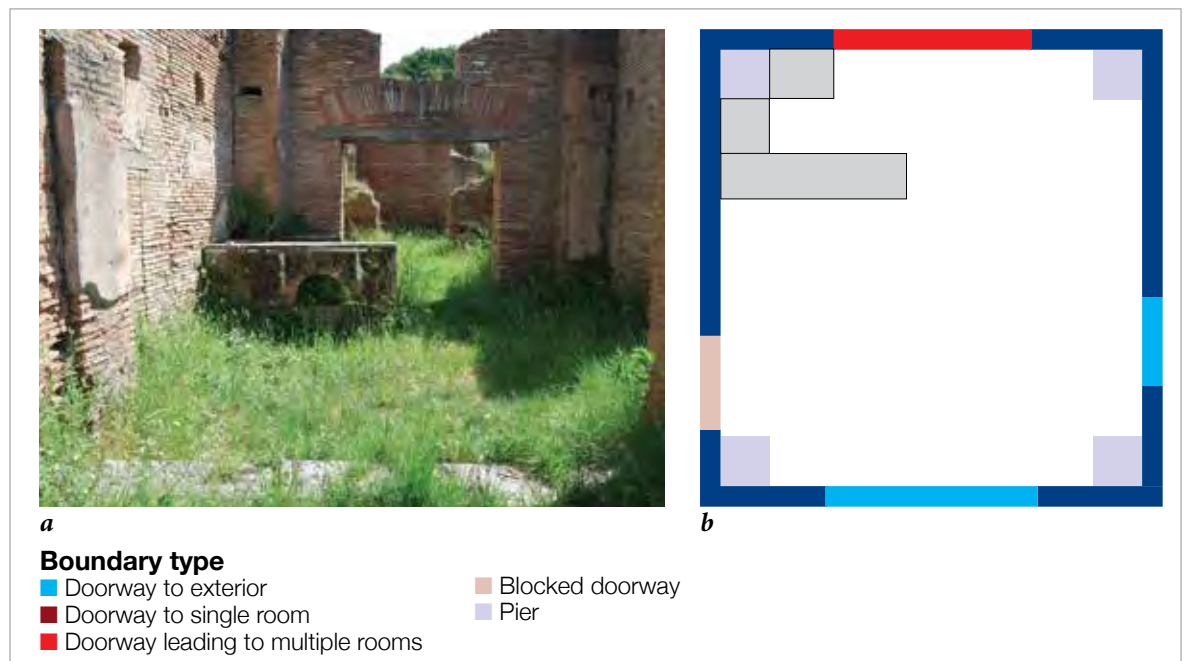 a
b
Boundary type
Doorway to exterior
Doorway to single room
Doorway leading to multiple rooms
Blocked doorway
Pier